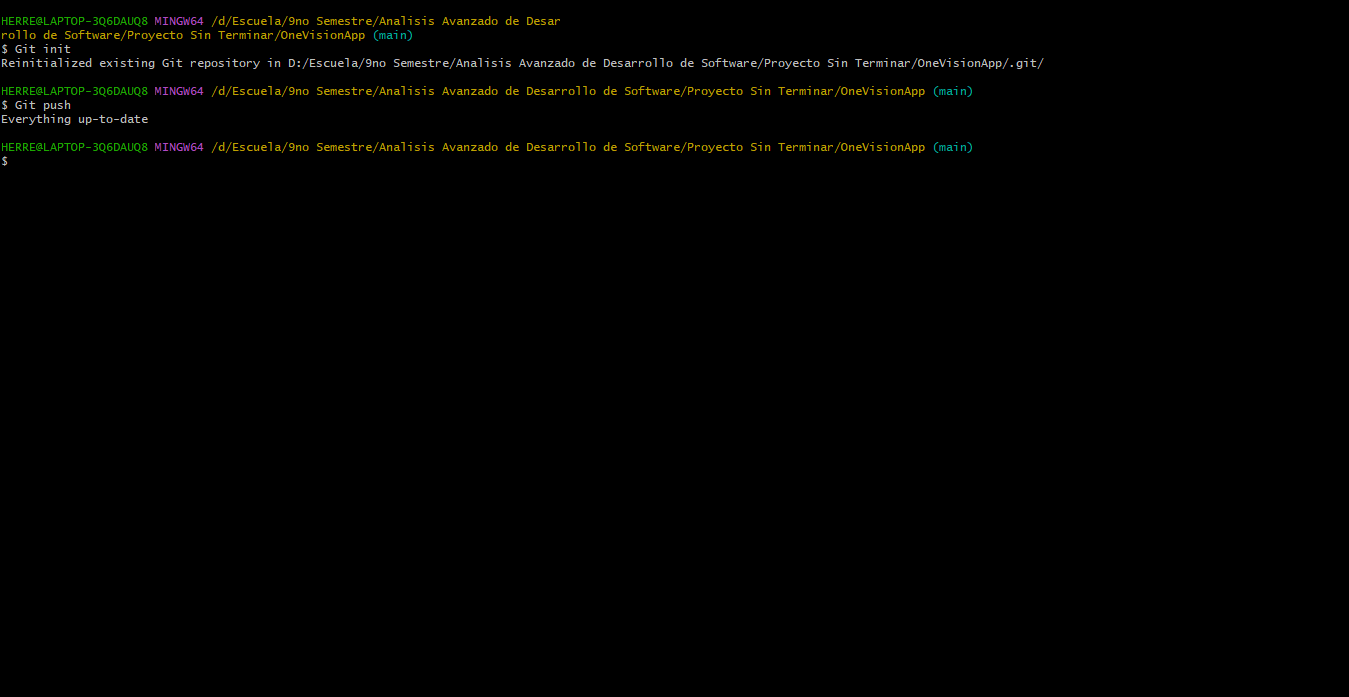 HERRE@LAPTOP-3Q6DAUQ8 MINGW64 /d/Escuela/9no Semestre/Analisis Avanzado de Desar
rollo de Software/Proyecto Sin Terminar/OneVisionApp (main)
$ Git init
Reinitialized existing Git repository in D:/Escuela/9no Semestre/Analisis Avanzado de Desarrollo de Software/Proyecto Sin Terminar/OneVisionApp/.git/
HERRE@LAPTOP-3Q6DAUQ8 MINGW64 /d/Escuela/9no Semestre/Analisis Avanzado de Desarrollo de Software/Proyecto Sin Terminar/OneVisionApp (main)
$ Git push
Everything up-to-date
HERRE@LAPTOP-3Q6DAUQ8 MINGW64 /d/Escuela/9no Semestre/Analisis Avanzado de Desarrollo de Software/Proyecto Sin Terminar/OneVisionApp (main)
$